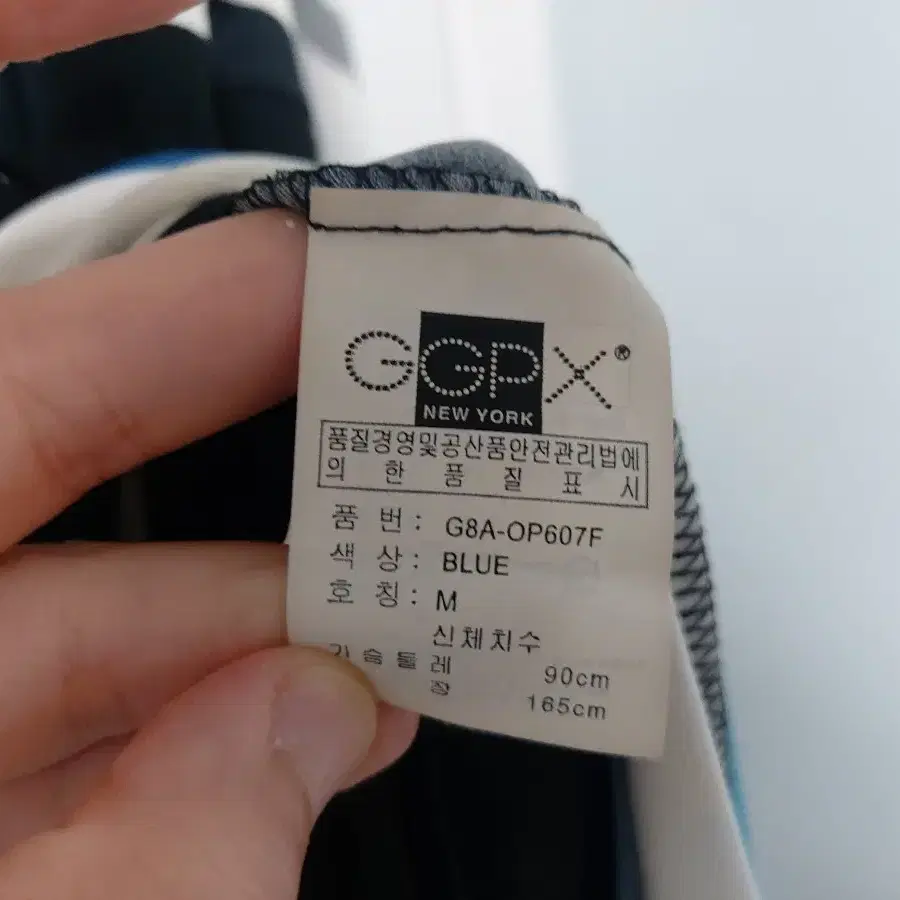 GGPX®
NEW YORK
품질경영및공산품안전관리법에
의 한 품 질 표 시
품 번 : G8A-OP607F
색 상 : BLUE
호 칭 : M
신체치수
가슴둘레 90cm
장 165cm